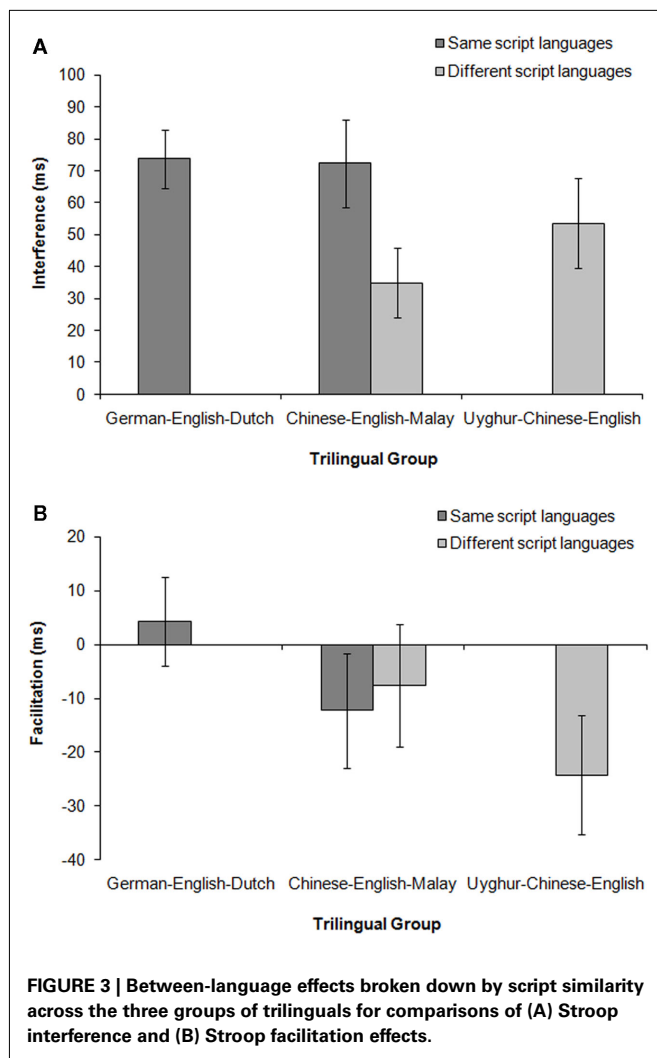 A
Same script languages
Different script languages
100
90
80
70
60
50
40
30
20
10
0
Interference (ms)
German-English-Dutch Chinese-English-Malay Uyghur-Chinese-English
Trilingual Group
B
Same script languages
Different script languages
20
10
0
-10
-20
-30
-40
Facilitation (ms)
German-English-Dutch Chinese-English-Malay Uyghur-Chinese-English
Trilingual Group
FIGURE 3 | Between-language effects broken down by script similarity
across the three groups of trilinguals for comparisons of (A) Stroop
interference and (B) Stroop facilitation effects.